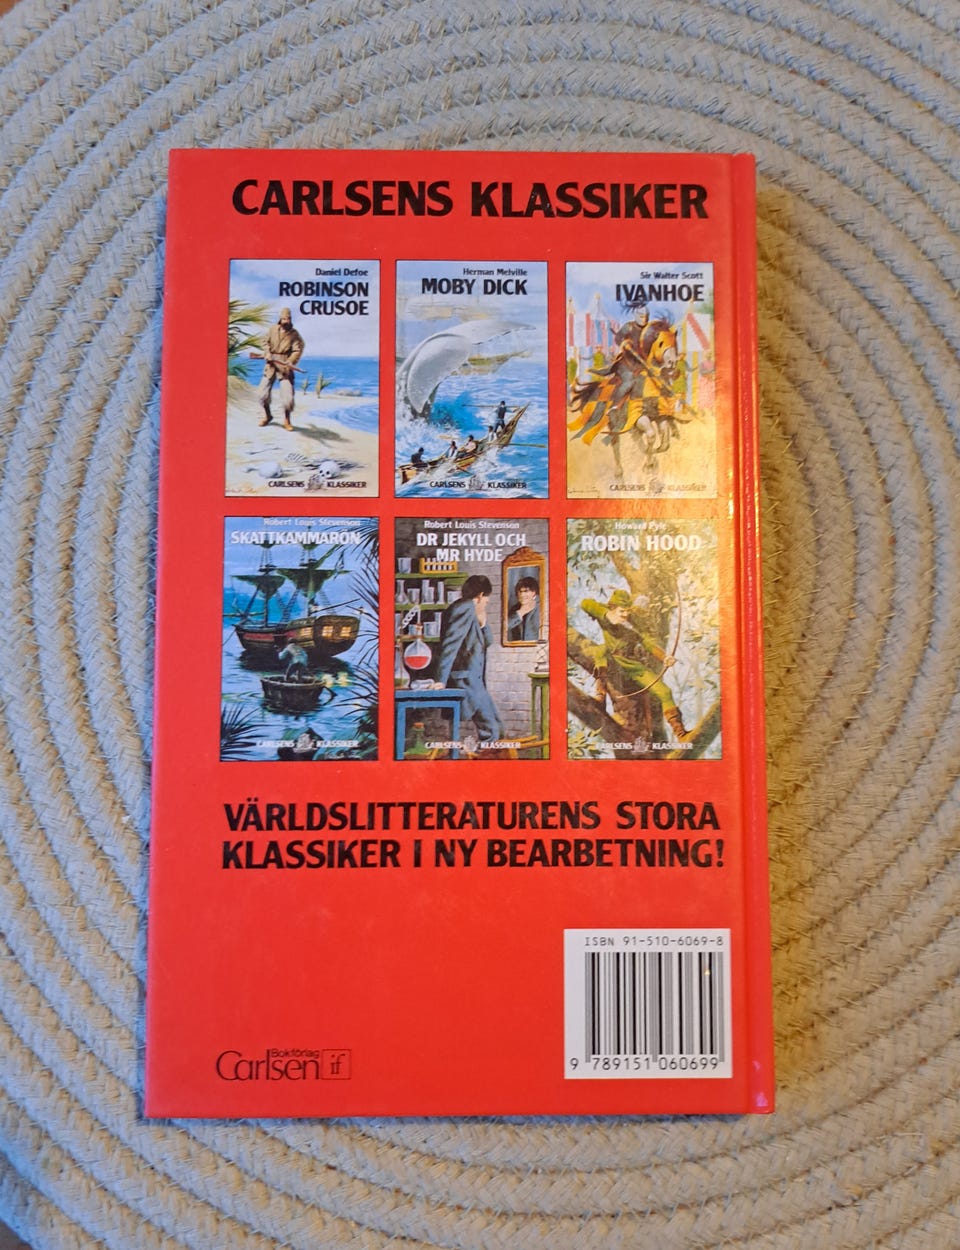 CARLSENS KLASSIKER
Daniel Defoe
ROBINSON
CRUSOE
CARLSENS KLASSIKER
Herman Melville
MOBY DICK
CARLSENS KLASSIKER
Sir Walter Scott
IVANHOE
CARLSENS KLASSIKER
Robert Louis Stevenson
SKATTKAMMARÖN
CARLSENS KLASSIKER
Robert Louis Stevenson
DR JEKYLL OCH
MR HYDE
CARLSENS KLASSIKER
Howard Pyle
ROBIN HOOD
CARLSENS KLASSIKER
VÄRLDSLITTERATURENS STORA
KLASSIKER I NY BEARBETNING!
ISBN 91-510-6069-8
9 789151 060699
Bokförlag
Carlsen if